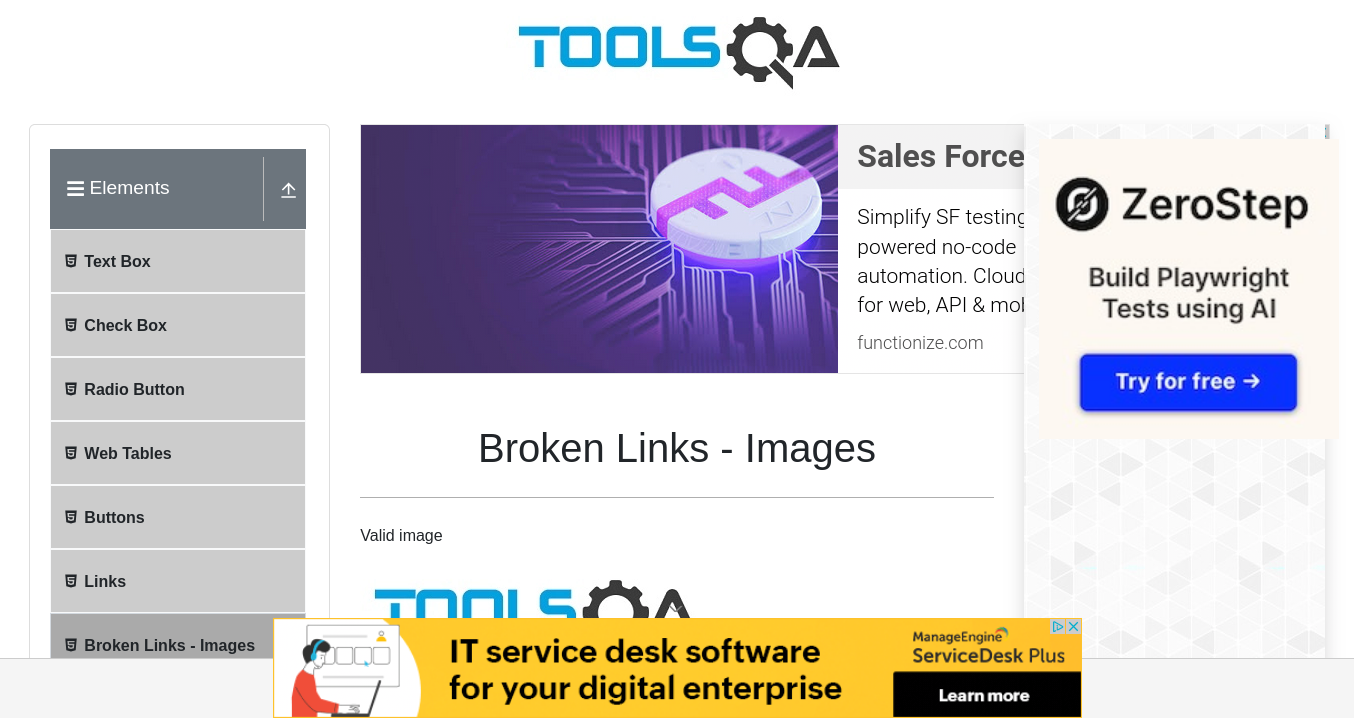 TOOLSQA
Elements
Text Box
Check Box
Radio Button
Web Tables
Buttons
Links
Broken Links - Images
Sales Force
Simplify SF testing
powered no-code
automation. Cloud
for web, API & mob
functionize.com
ZeroStep
Build Playwright
Tests using AI
Try for free →
Broken Links - Images
Valid image
TOOLSQA
IT service desk software
for your digital enterprise
ManageEngine
ServiceDesk Plus
Learn more